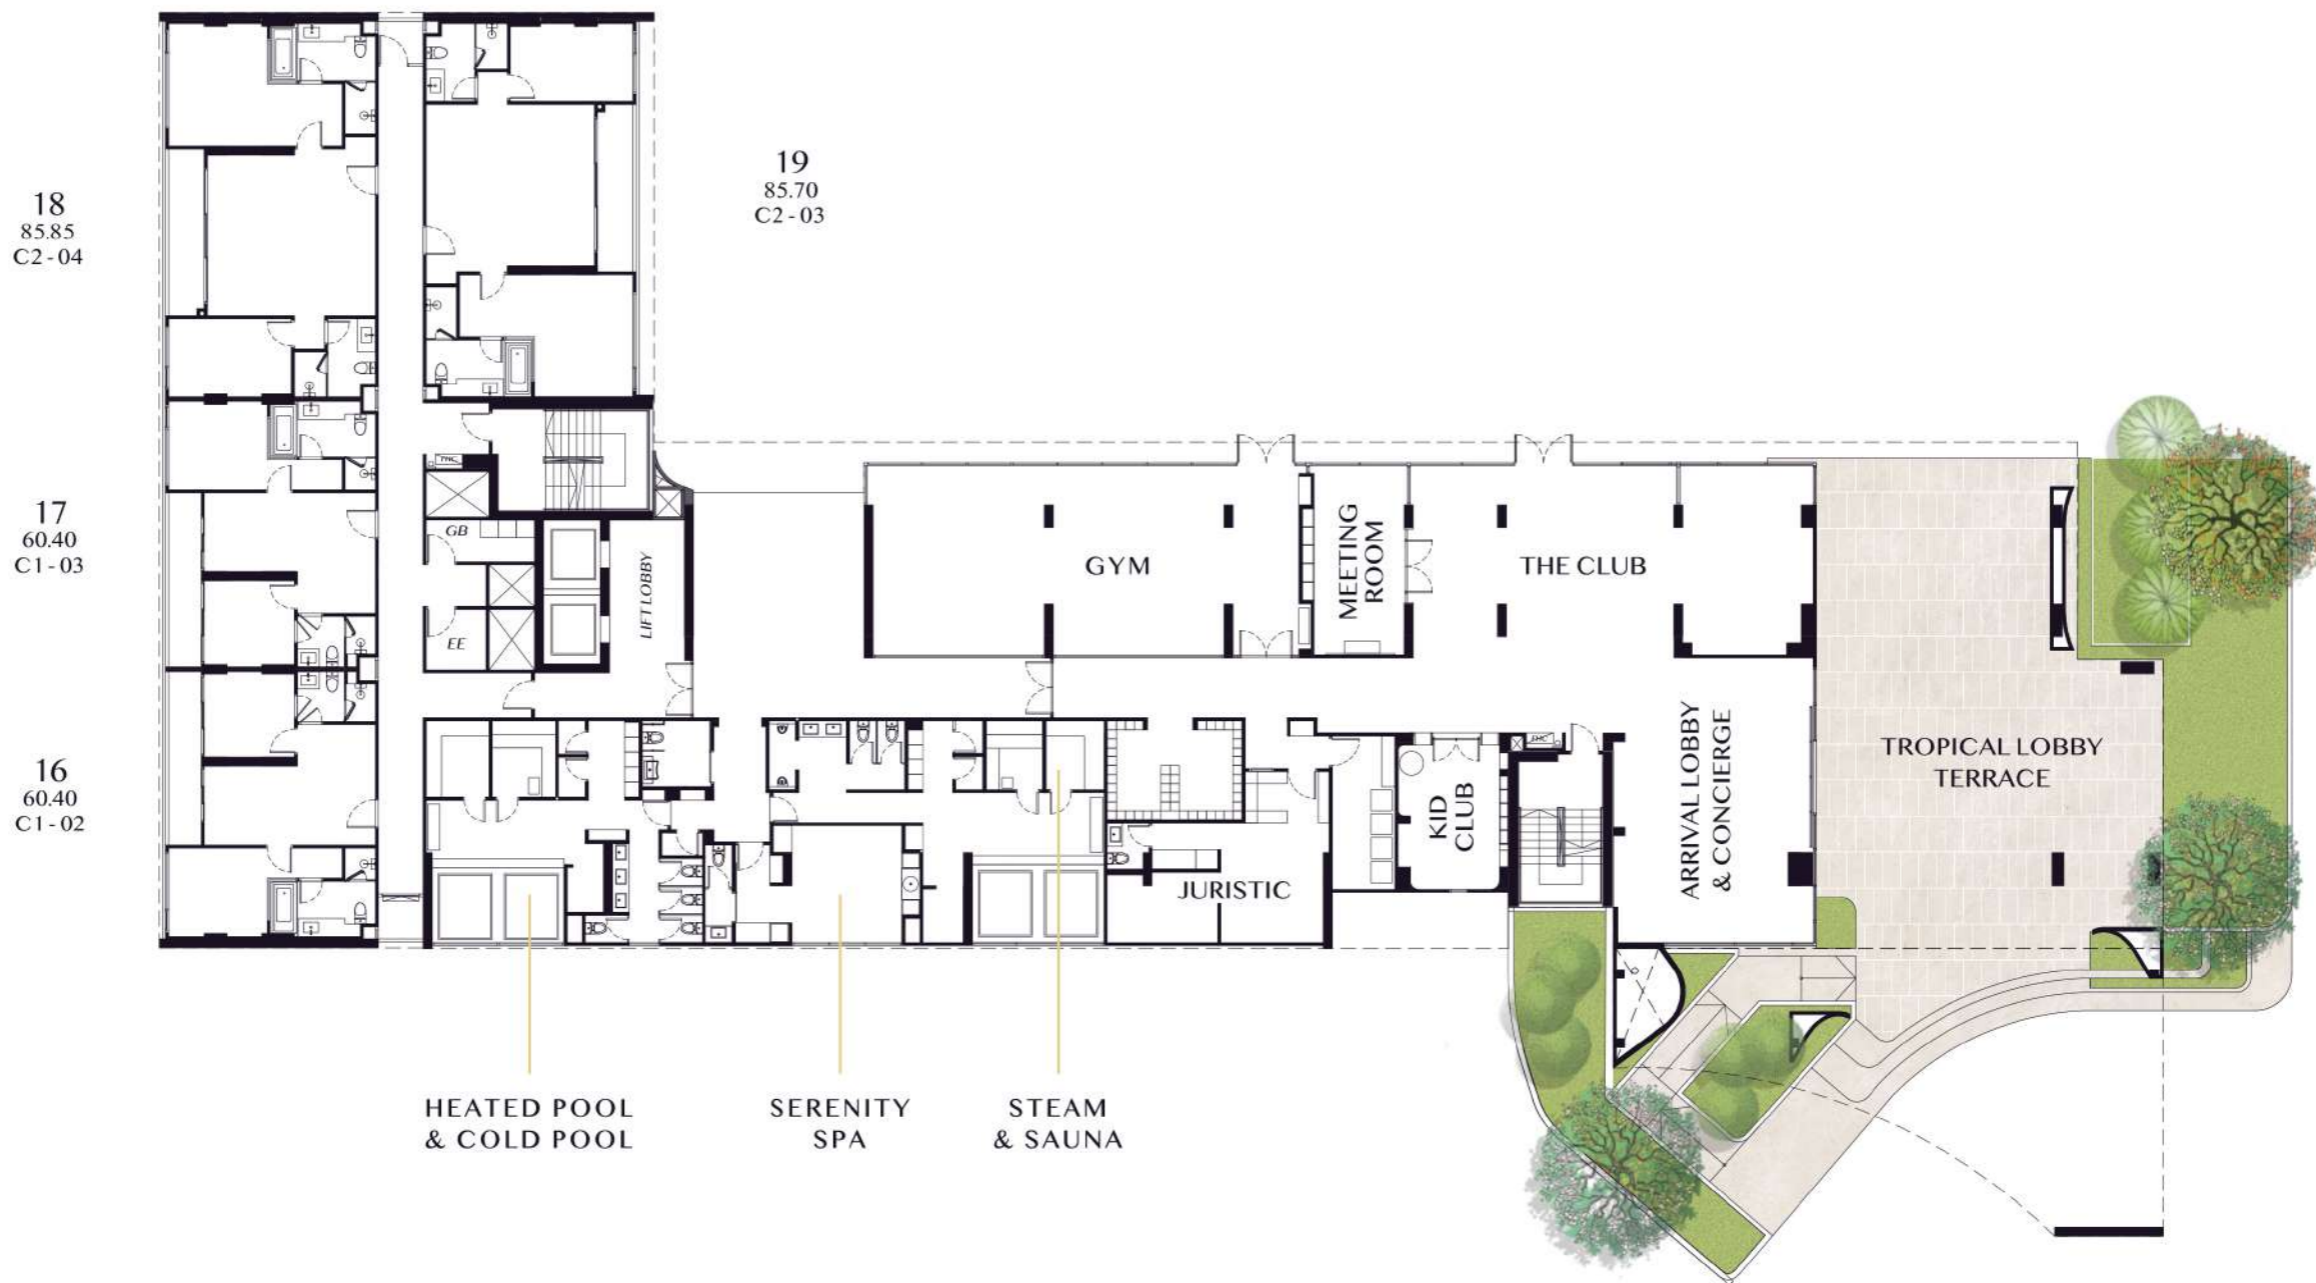 18
85.85
C2 - 04
19
85.70
C2 - 03
17
60.40
C1 - 03
16
60.40
C1 - 02
FHC
GB
EE
LIFT LOBBY
GYM
MEETING
ROOM
THE CLUB
FHC
KID
CLUB
JURISTIC
ARRIVAL LOBBY
& CONCIERGE
TROPICAL LOBBY
TERRACE
HEATED POOL
& COLD POOL
SERENITY
SPA
STEAM
& SAUNA